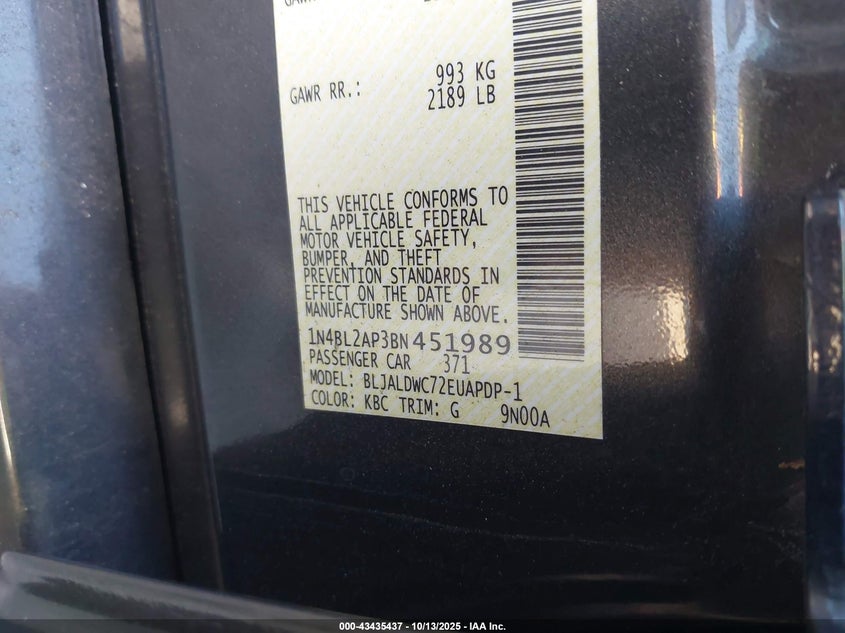 993 KG
GAWR RR.: 2189 LB
THIS VEHICLE CONFORMS TO
ALL APPLICABLE FEDERAL
MOTOR VEHICLE SAFETY,
BUMPER, AND THEFT
PREVENTION STANDARDS IN
EFFECT ON THE DATE OF
MANUFACTURE SHOWN ABOVE.
1N4BL2AP3BN451989
PASSENGER CAR 371
MODEL: BLJALDWC72EUAPDP-1
COLOR: KBC TRIM: G 9N00A
000-43435437 - 10/13/2025 - IAA Inc.